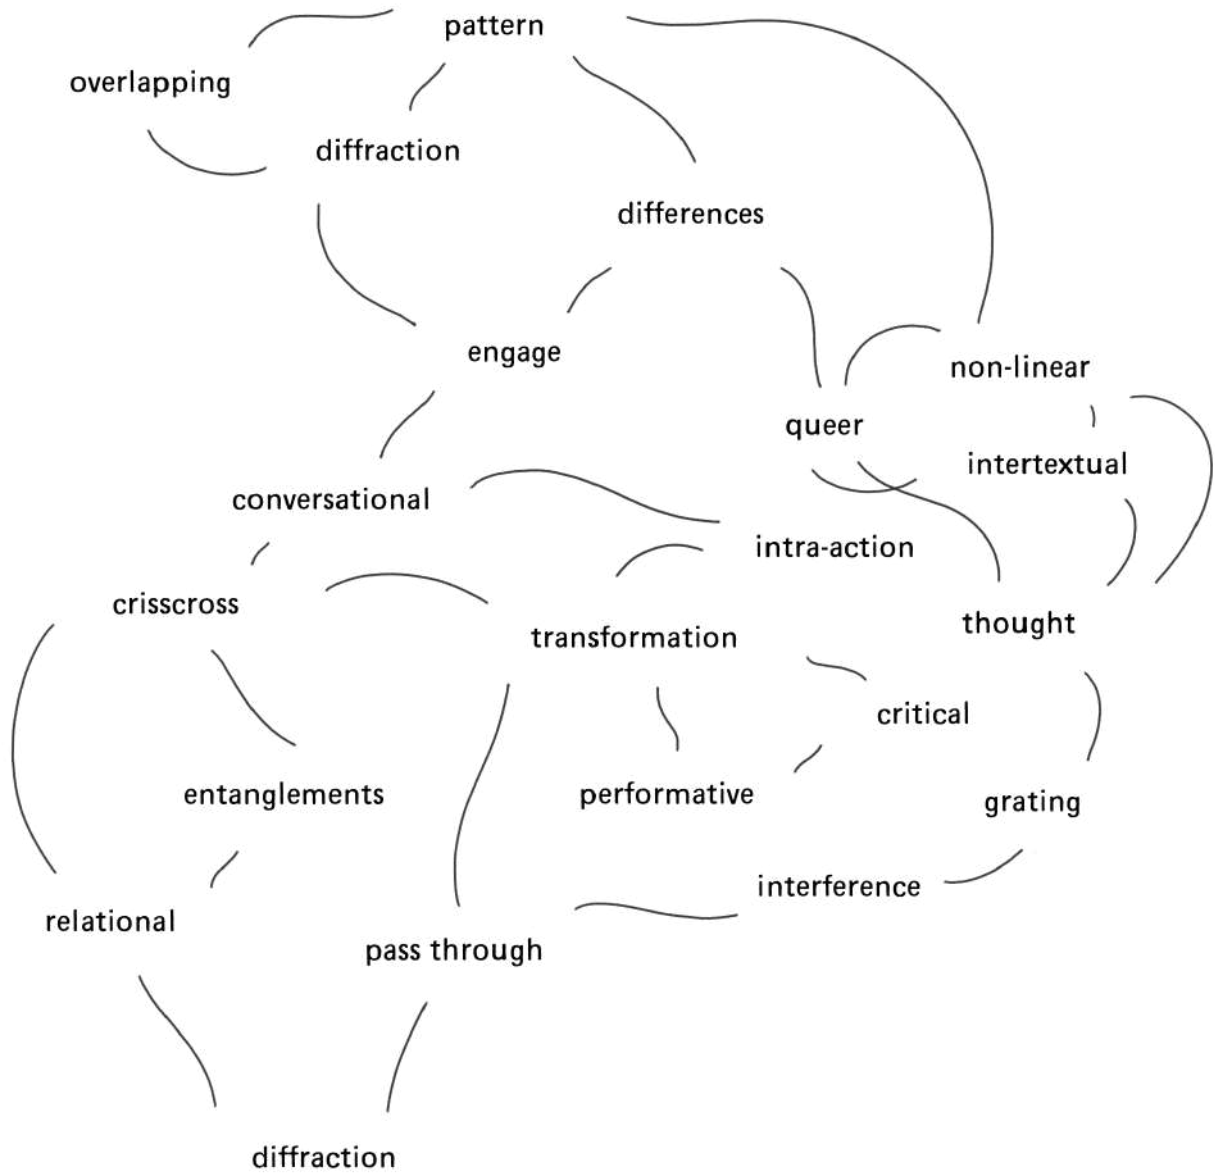 pattern
overlapping
diffraction
differences
engage
non-linear
queer
intertextual
conversational
intra-action
crisscross
thought
transformation
critical
entanglements
performative
grating
interference
relational
pass through
diffraction